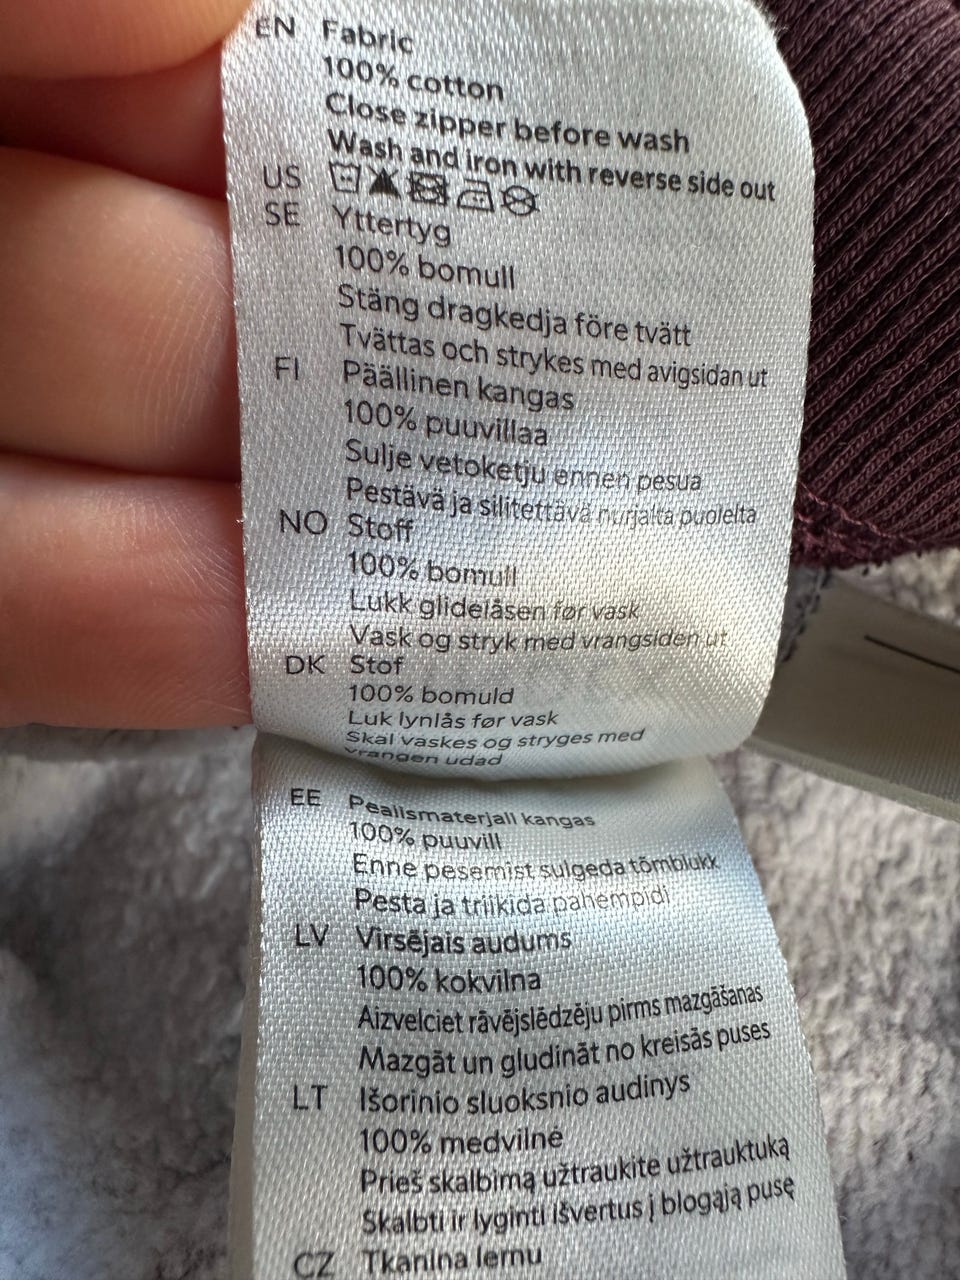 EN Fabric
100% cotton
Close zipper before wash
Wash and iron with reverse side out
US
SE Yttertyg
100% bomull
Stäng dragkedja före tvätt
Tvättas och strykes med avigsidan ut
FI Päällinen kangas
100% puuvillaa
Sulje vetoketju ennen pesua
Pestävä ja silitettävä nurjalta puolelta
NO Stoff
100% bomull
Lukk glidelåsen før vask
Vask og stryk med vrangsiden ut
DK Stof
100% bomuld
Luk lynlås før vask
Skal vaskes og stryges med
vrangen udad
EE Pealismaterjali kangas
100% puuvill
Enne pesemist sulgeda tõmblukk
Pesta ja triikida pahempidi
LV Virsējais audums
100% kokvilna
Aizvelciet rāvējslēdzēju pirms mazgāšanas
Mazgāt un gludināt no kreisās puses
LT Išorinio sluoksnio audinys
100% medvilnė
Prieš skalbimą užtraukite užtrauktuką
Skalbti ir lyginti išvertus į blogąją pusę
CZ Tkanina lemu